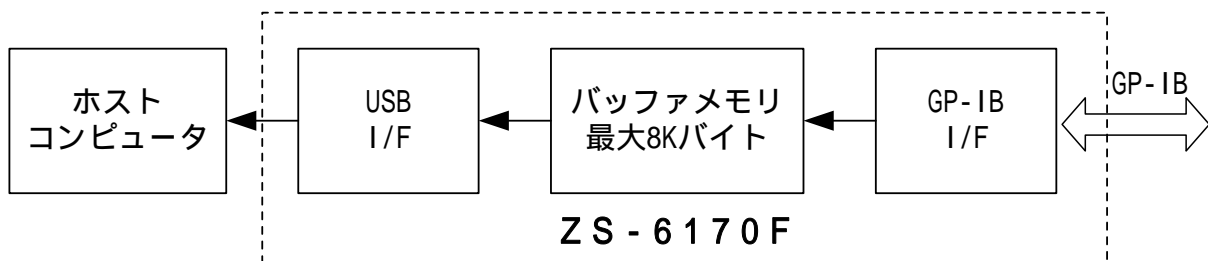 ホスト
コンピュータ
USB
I/F
バッファメモリ
最大8Kバイト
GP-IB
I/F
GP-IB
ZS-6170F